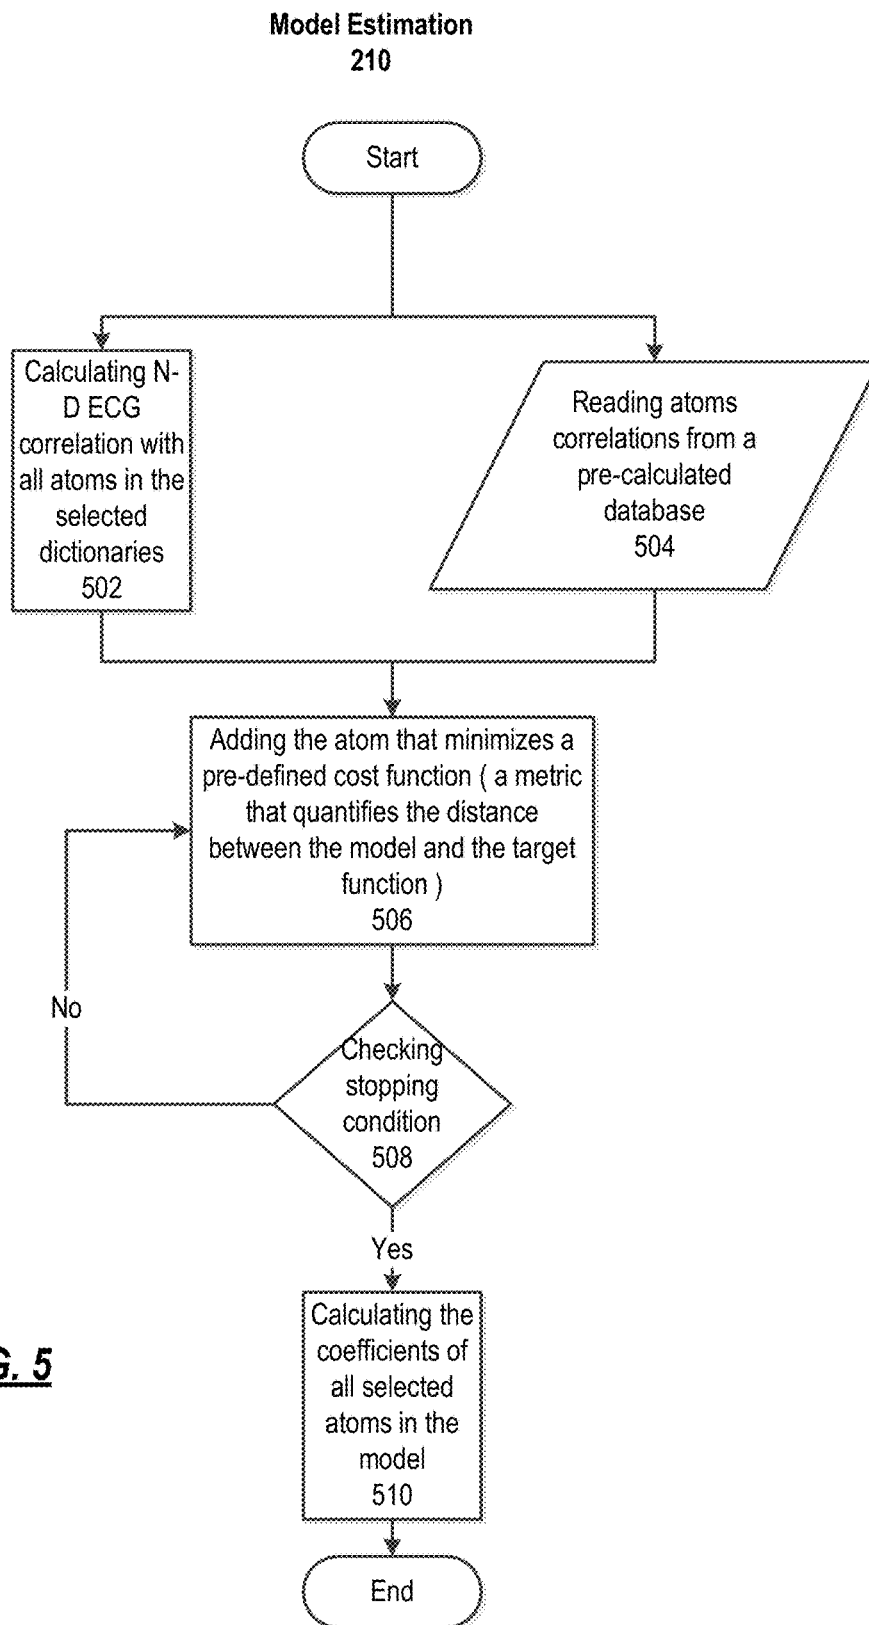 Model Estimation
210
Start
Calculating N-
D ECG
correlation with
all atoms in the
selected
dictionaries
502
Reading atoms
correlations from a
pre-calculated
database
504
Adding the atom that minimizes a
pre-defined cost function ( a metric
that quantifies the distance
between the model and the target
function )
506
No
Checking
stopping
condition
508
Yes
Calculating the
coefficients of
all selected
atoms in the
model
510
G. 5
End